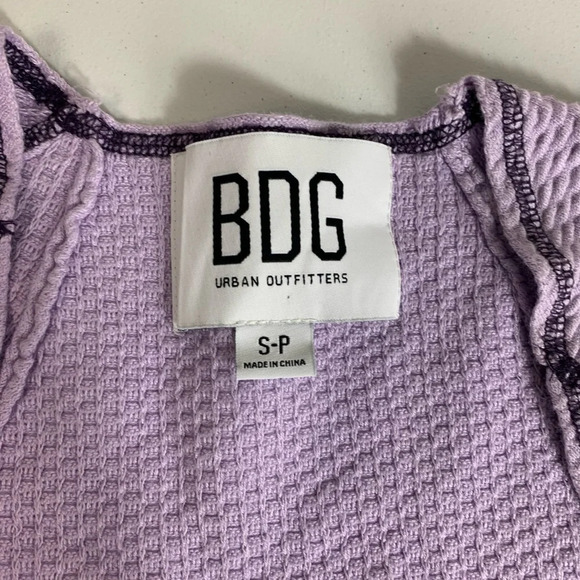 BDG
URBAN OUTFITTERS
S-P
MADE IN CHINA